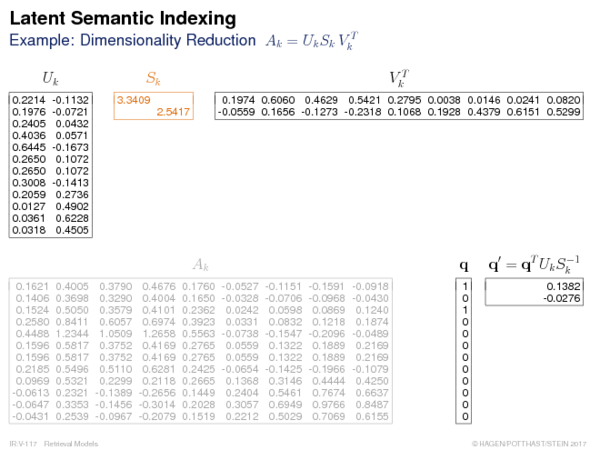 Latent Semantic Indexing
Example: Dimensionality Reduction A_k = U_k S_k V_k^T
U_k S_k V_k^T
0.2214 -0.1132
0.1976 -0.0721
0.2405 0.0432
0.4036 0.0571
0.6445 -0.1673
0.2650 0.1072
0.2650 0.1072
0.3008 -0.1413
0.2059 0.2736
0.0127 0.4902
0.0361 0.6228
0.0318 0.4505
3.3409
2.5417
0.1974 0.6060 0.4629 0.5421 0.2795 0.0038 0.0146 0.0241 0.0820
-0.0559 0.1656 -0.1273 -0.2318 0.1068 0.1928 0.4379 0.6151 0.5299
A_k
0.1621 0.4005 0.3790 0.4676 0.1760 -0.0527 -0.1151 -0.1591 -0.0918
0.1406 0.3698 0.3290 0.4004 0.1650 -0.0328 -0.0706 -0.0968 -0.0430
0.1524 0.5050 0.3579 0.4101 0.2362 0.0242 0.0598 0.0869 0.1240
0.2580 0.8411 0.6057 0.6974 0.3923 0.0331 0.0832 0.1218 0.1874
0.4488 1.2344 1.0509 1.2658 0.5563 -0.0738 -0.1547 -0.2096 -0.0489
0.1596 0.5817 0.3752 0.4169 0.2765 0.0559 0.1322 0.1889 0.2169
0.1596 0.5817 0.3752 0.4169 0.2765 0.0559 0.1322 0.1889 0.2169
0.2185 0.5496 0.5110 0.6281 0.2425 -0.0654 -0.1425 -0.1966 -0.1079
0.0969 0.5321 0.2299 0.2118 0.2665 0.1368 0.3146 0.4444 0.4250
-0.0613 0.2321 -0.1389 -0.2656 0.1449 0.2404 0.5461 0.7674 0.6637
-0.0647 0.3353 -0.1456 -0.3014 0.2028 0.3057 0.6949 0.9766 0.8487
-0.0431 0.2539 -0.0967 -0.2079 0.1519 0.2212 0.5029 0.7069 0.6155
q
1
0
1
0
0
0
0
0
0
0
0
0
q′ = q^T U_k S_k^{-1}
0.1382
-0.0276
IR:V-117 Retrieval Models
© HAGEN/POTTHAST/STEIN 2017